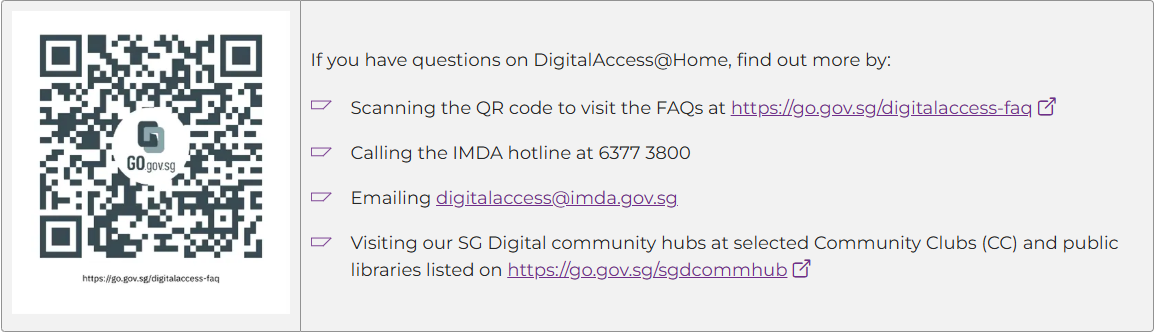 GO.gov.sg
https://go.gov.sg/digitalaccess-faq
If you have questions on DigitalAccess@Home, find out more by:
Scanning the QR code to visit the FAQs at https://go.gov.sg/digitalaccess-faq
Calling the IMDA hotline at 6377 3800
Emailing digitalaccess@imda.gov.sg
Visiting our SG Digital community hubs at selected Community Clubs (CC) and public
libraries listed on https://go.gov.sg/sgdcommhub